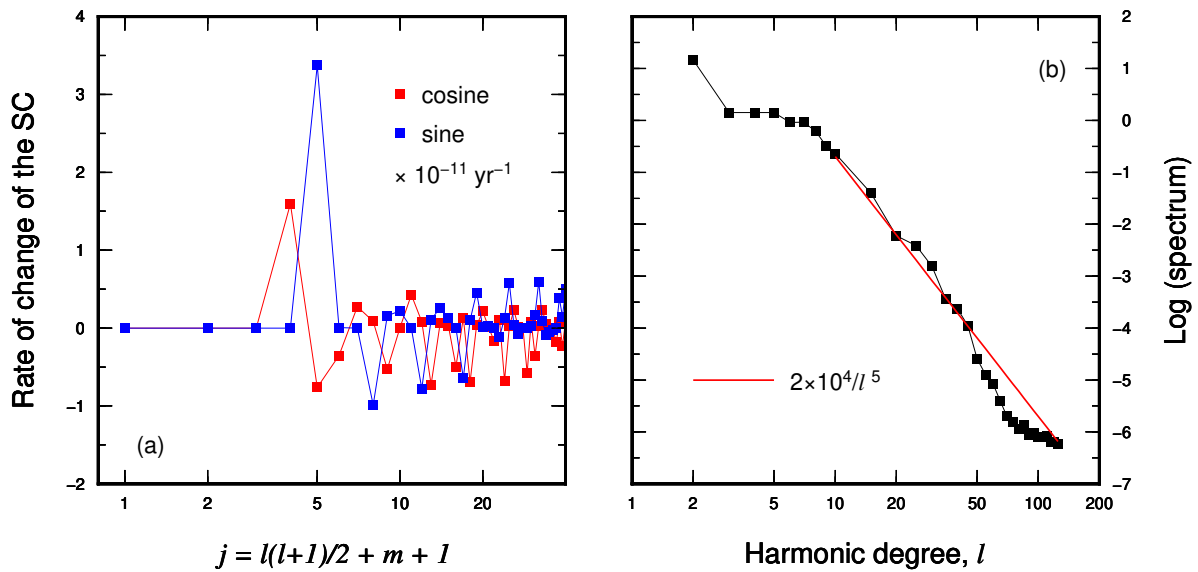 Rate of change of the SC
4
3
2
1
0
−1
−2
cosine
sine
× 10⁻¹¹ yr⁻¹
(a)
1 2 5 10 20
j = l(l+1)/2 + m + 1
(b)
2×10⁴/l ⁵
1 2 5 10 20 50 100 200
Harmonic degree, l
2
1
0
−1
−2
−3
−4
−5
−6
−7
Log (spectrum)